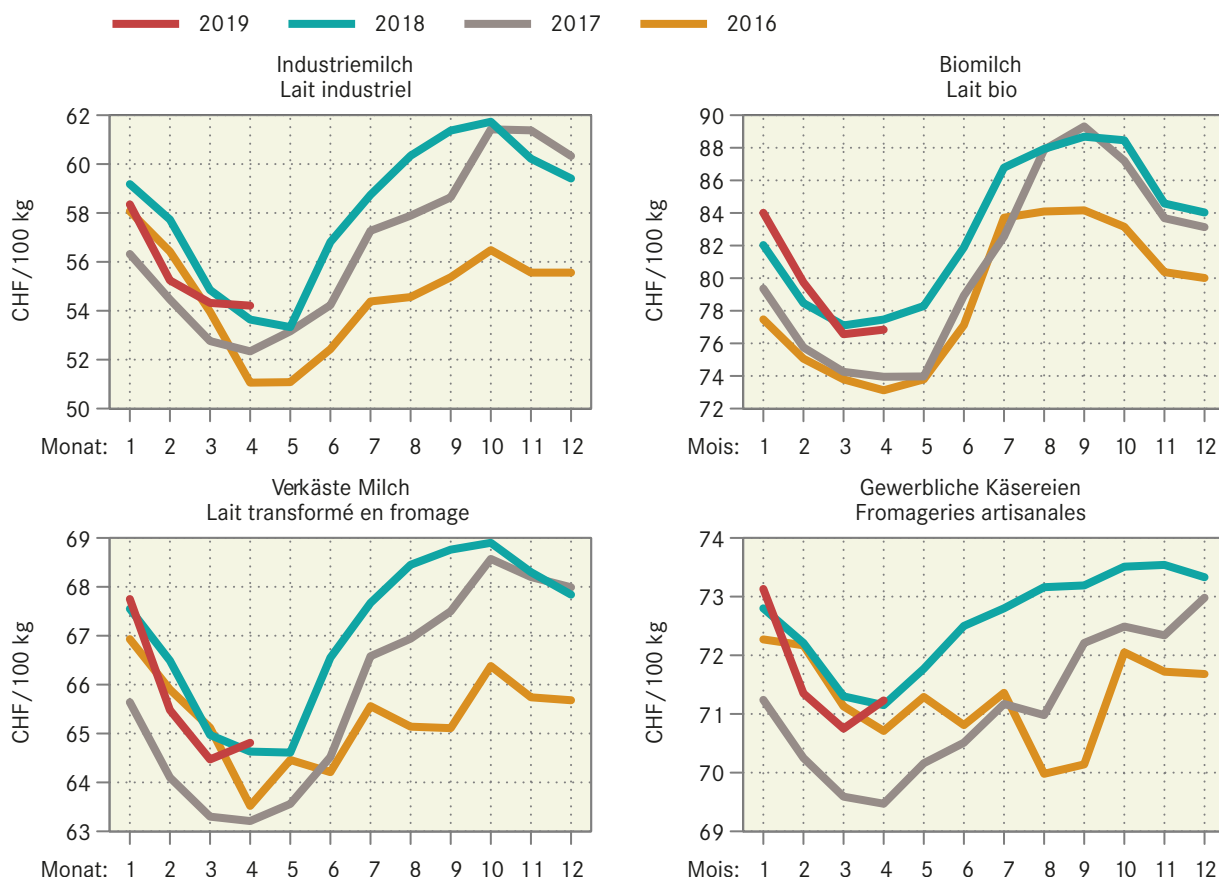 2019 2018 2017 2016
Industriemilch
Lait industriel
CHF / 100 kg
62
60
58
56
54
52
50
Monat: 1 2 3 4 5 6 7 8 9 10 11 12
Biomilch
Lait bio
CHF / 100 kg
90
88
86
84
82
80
78
76
74
72
Mois: 1 2 3 4 5 6 7 8 9 10 11 12
Verkäste Milch
Lait transformé en fromage
CHF / 100 kg
69
68
67
66
65
64
63
Monat: 1 2 3 4 5 6 7 8 9 10 11 12
Gewerbliche Käsereien
Fromageries artisanales
CHF / 100 kg
74
73
72
71
70
69
Mois: 1 2 3 4 5 6 7 8 9 10 11 12